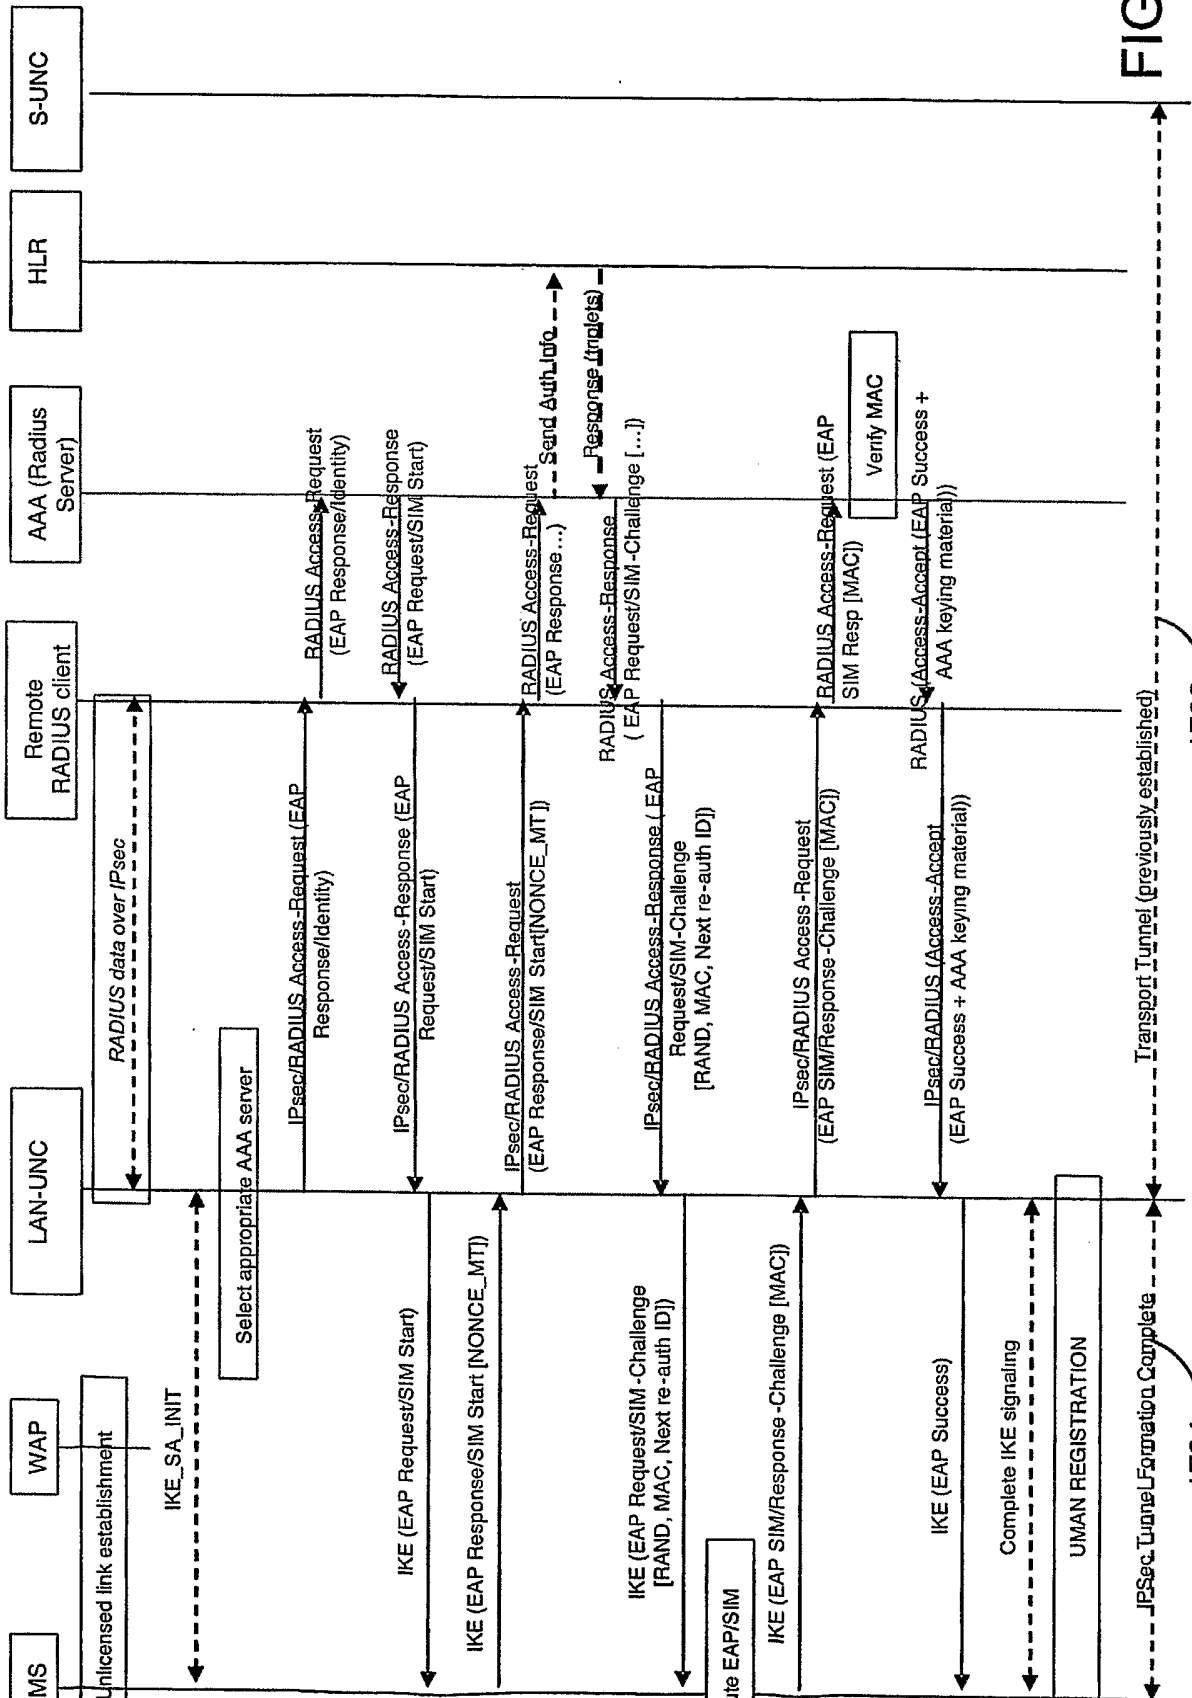 MS
WAP
LAN-UNC
Remote
RADIUS client
AAA (Radius
Server)
HLR
S-UNC
Unlicensed link establishment
RADIUS data over IPsec
IKE_SA_INIT
Select appropriate AAA server
IPsec/RADIUS Access-Request (EAP
Response/Identity)
RADIUS Access-Request
(EAP Response/Identity)
RADIUS Access-Response
(EAP Request/SIM Start)
IPsec/RADIUS Access-Response (EAP
Request/SIM Start)
IKE (EAP Request/SIM Start)
IKE (EAP Response/SIM Start [NONCE_MT])
IPsec/RADIUS Access-Request
(EAP Response/SIM Start[NONCE_MT])
RADIUS Access-Request
(EAP Response...)
Send Auth Info
Response (triplets)
RADIUS Access-Response
( EAP Request/SIM-Challenge [...])
IPsec/RADIUS Access-Response ( EAP
Request/SIM-Challenge
[RAND, MAC, Next re-auth ID])
IKE (EAP Request/SIM-Challenge
[RAND, MAC, Next re-auth ID])
EAP/SIM
IKE (EAP SIM/Response-Challenge [MAC])
IPsec/RADIUS Access-Request
(EAP SIM/Response-Challenge [MAC])
RADIUS Access-Request (EAP
SIM Resp [MAC])
Verify MAC
RADIUS (Access-Accept (EAP Success +
AAA keying material))
IPsec/RADIUS (Access-Accept
(EAP Success + AAA keying material))
IKE (EAP Success)
Complete IKE signaling
UMAN REGISTRATION
IPSec Tunnel Formation Complete
Transport Tunnel (previously established)
FIG